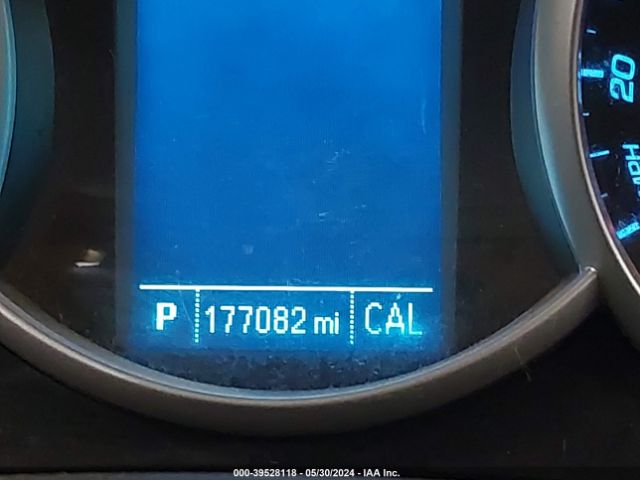 20
MPH
P 177082 mi CAL
000-39528118 - 05/30/2024 - IAA Inc.